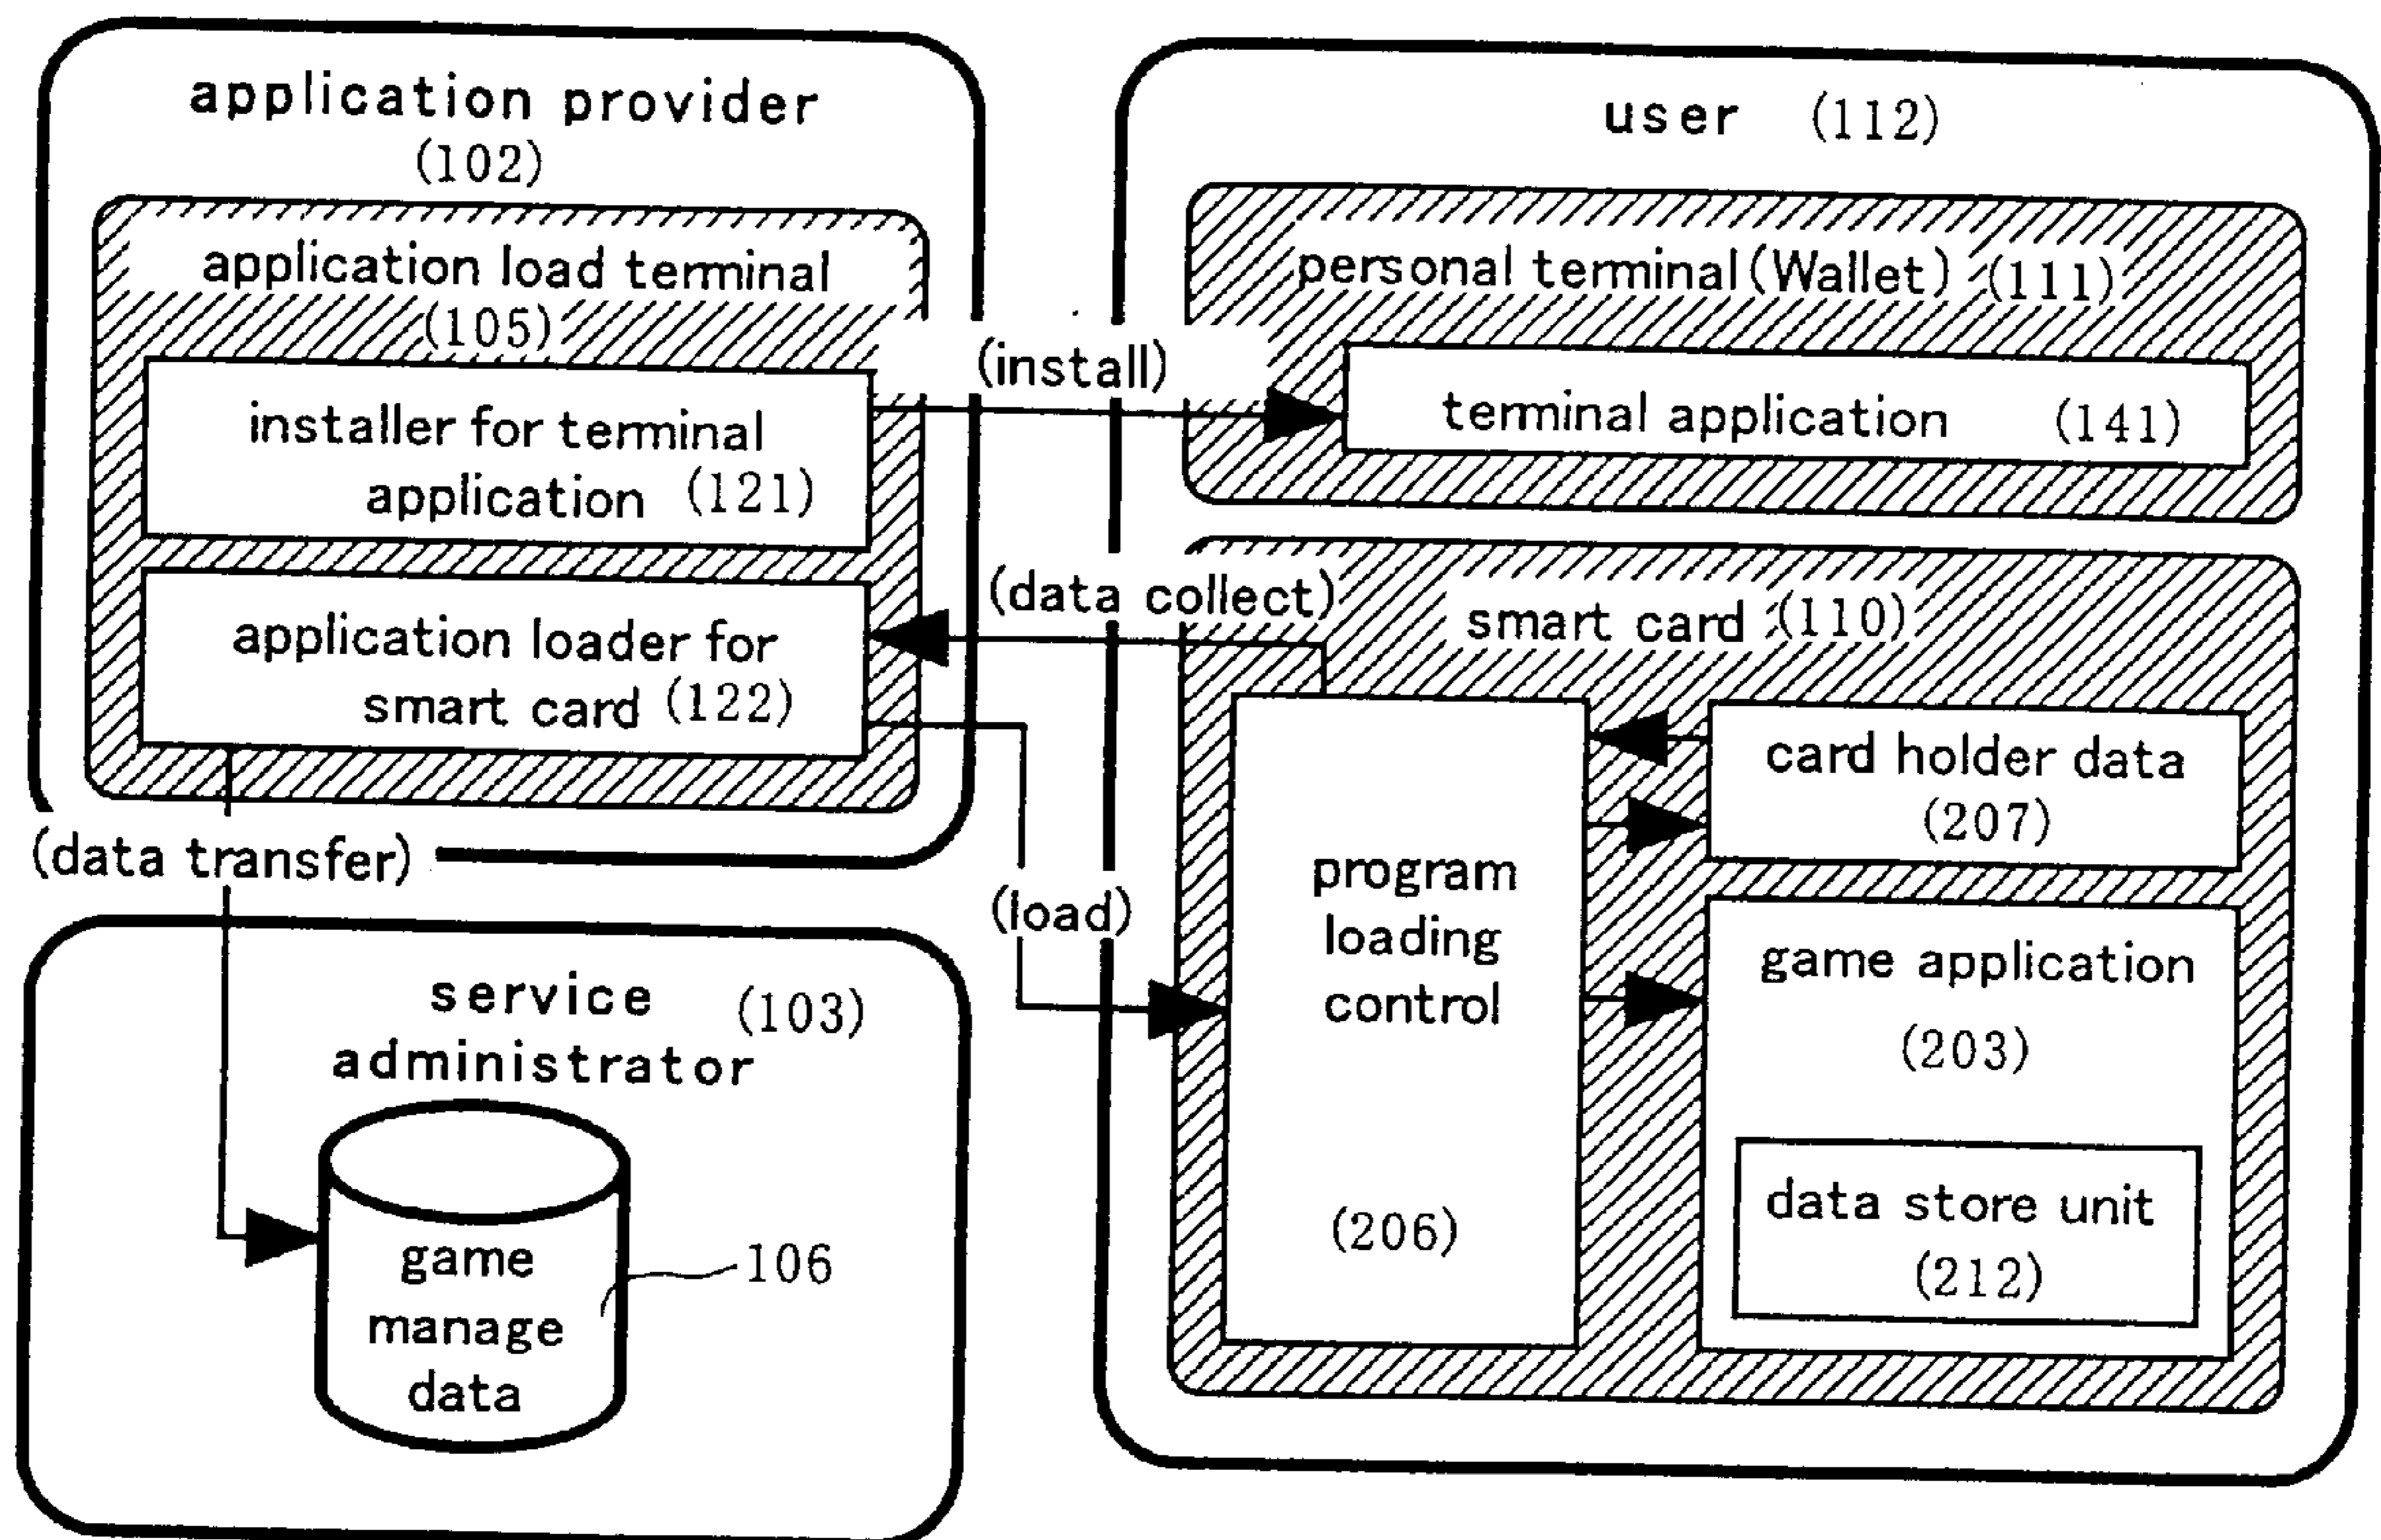 application provider
(102)
application load terminal
(105)
installer for terminal
application (121)
application loader for
smart card (122)
(install)
(data collect)
(load)
(data transfer)
service (103)
administrator
game
manage
data
106
user (112)
personal terminal(Wallet) (111)
terminal application (141)
smart card (110)
program
loading
control
(206)
card holder data
(207)
game application
(203)
data store unit
(212)